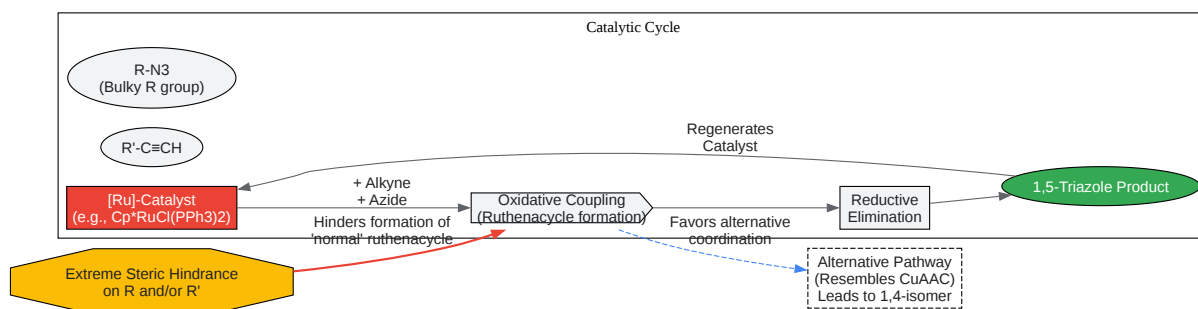 Catalytic Cycle
R-N3
(Bulky R group)
R'-C≡CH
Regenerates
Catalyst
[Ru]-Catalyst
(e.g., Cp*RuCl(PPh3)2)
+ Alkyne
+ Azide
Oxidative Coupling
(Ruthenacycle formation)
Reductive
Elimination
1,5-Triazole Product
Hinders formation of
'normal' ruthenacycle
Favors alternative
coordination
Extreme Steric Hindrance
on R and/or R'
Alternative Pathway
(Resembles CuAAC)
Leads to 1,4-isomer